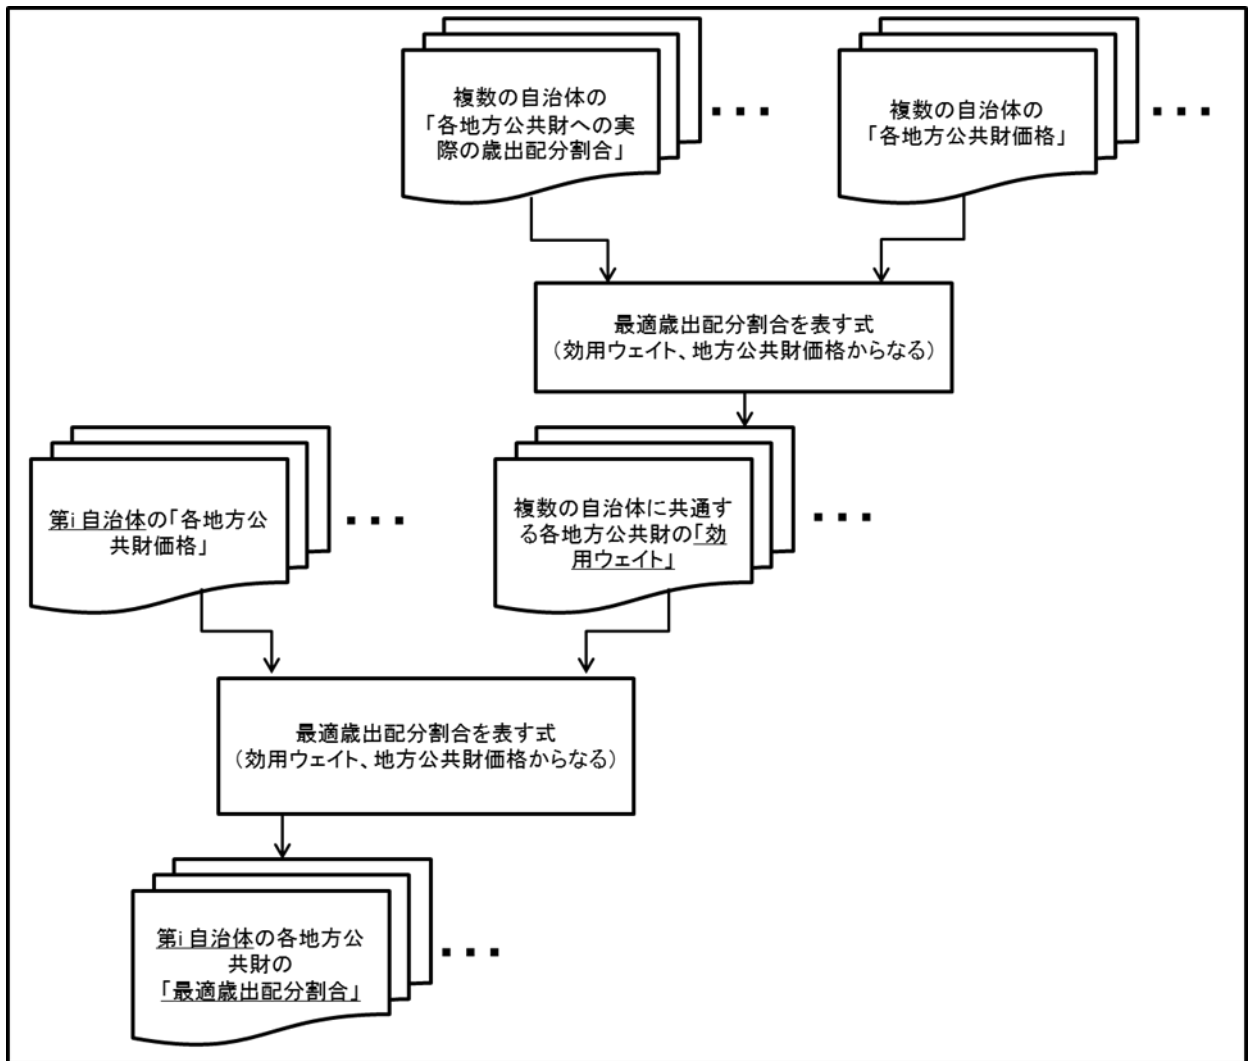 複数の自治体の
「各地方公共財への実
際の歳出配分割合」
・・・
複数の自治体の
「各地方公共財価格」
・・・
最適歳出配分割合を表す式
（効用ウェイト、地方公共財価格からなる）
第i自治体の「各地方公
共財価格」
・・・
複数の自治体に共通す
る各地方公共財の「効
用ウェイト」
・・・
最適歳出配分割合を表す式
（効用ウェイト、地方公共財価格からなる）
第i自治体の各地方公
共財の
「最適歳出配分割合」
・・・